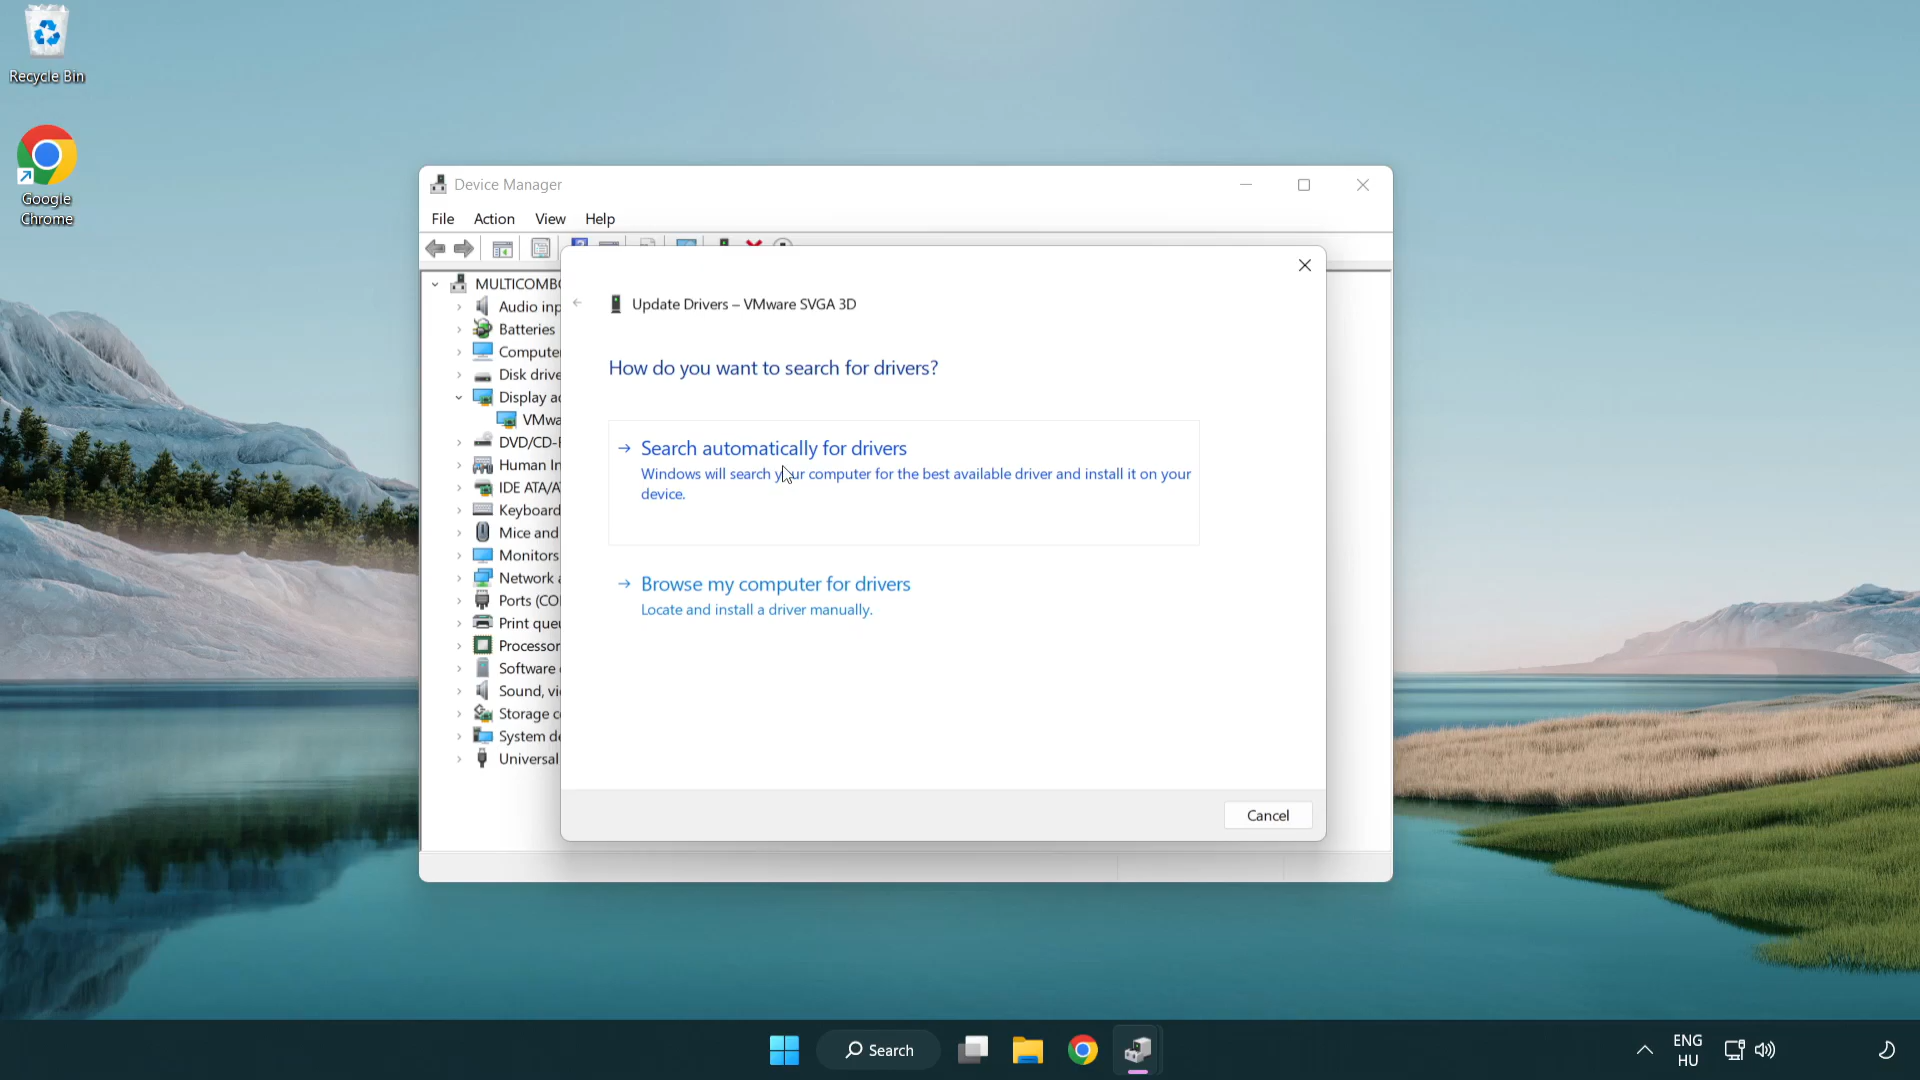 Recycle Bin
Google
Chrome
Device Manager
File Action View Help
Update Drivers – VMware SVGA 3D
How do you want to search for drivers?
Search automatically for drivers
Windows will search your computer for the best available driver and install it on your
device.
Browse my computer for drivers
Locate and install a driver manually.
Cancel
MULTICOMBO
Audio inp
Batteries
Compute
Disk drive
Display a
VMwa
DVD/CD-
Human In
IDE ATA/A
Keyboard
Mice and
Monitors
Network a
Ports (CO
Print que
Processor
Software
Sound, vi
Storage c
System de
Universal
Search
ENG
HU